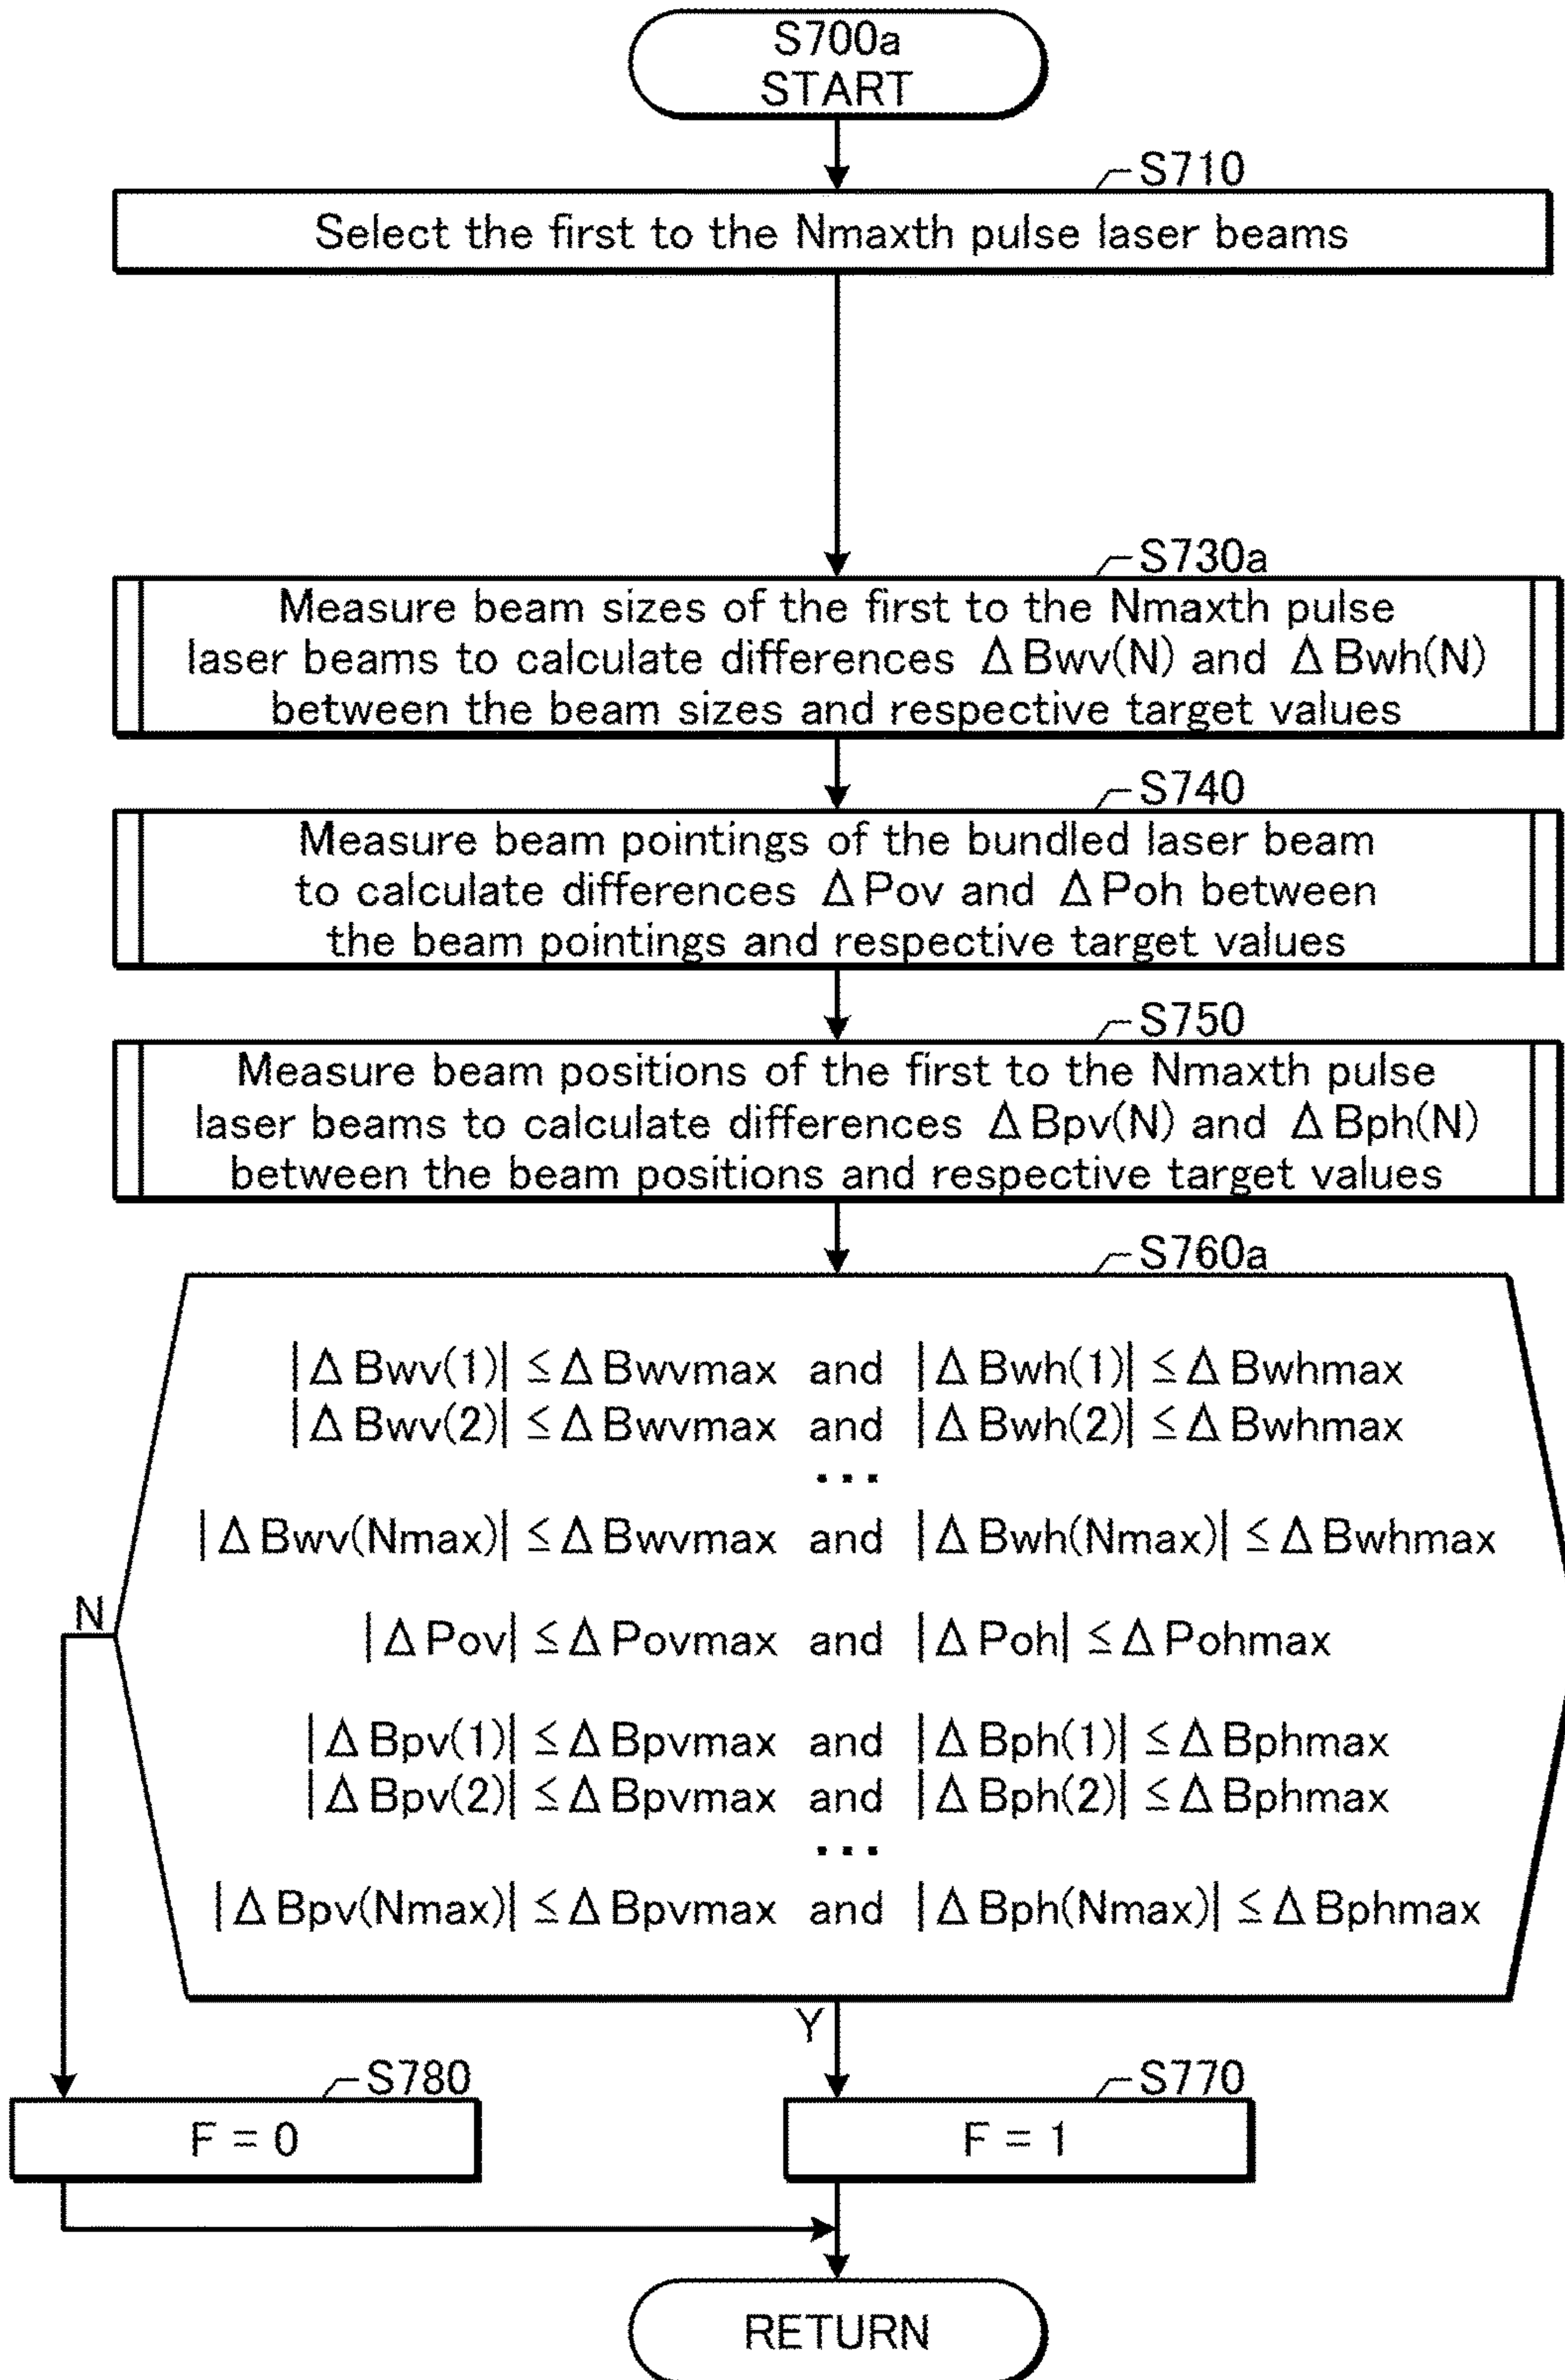 S700a
START
S710
Select the first to the Nmaxth pulse laser beams
S730a
Measure beam sizes of the first to the Nmaxth pulse
laser beams to calculate differences ΔBwv(N) and ΔBwh(N)
between the beam sizes and respective target values
S740
Measure beam pointings of the bundled laser beam
to calculate differences ΔPov and ΔPoh between
the beam pointings and respective target values
S750
Measure beam positions of the first to the Nmaxth pulse
laser beams to calculate differences ΔBpv(N) and ΔBph(N)
between the beam positions and respective target values
S760a
|ΔBwv(1)| ≤ ΔBwvmax and |ΔBwh(1)| ≤ ΔBwhmax
|ΔBwv(2)| ≤ ΔBwvmax and |ΔBwh(2)| ≤ ΔBwhmax
...
|ΔBwv(Nmax)| ≤ ΔBwvmax and |ΔBwh(Nmax)| ≤ ΔBwhmax
N
|ΔPov| ≤ ΔPovmax and |ΔPoh| ≤ ΔPohmax
|ΔBpv(1)| ≤ ΔBpvmax and |ΔBph(1)| ≤ ΔBphmax
|ΔBpv(2)| ≤ ΔBpvmax and |ΔBph(2)| ≤ ΔBphmax
...
|ΔBpv(Nmax)| ≤ ΔBpvmax and |ΔBph(Nmax)| ≤ ΔBphmax
Y
S780
F = 0
S770
F = 1
RETURN